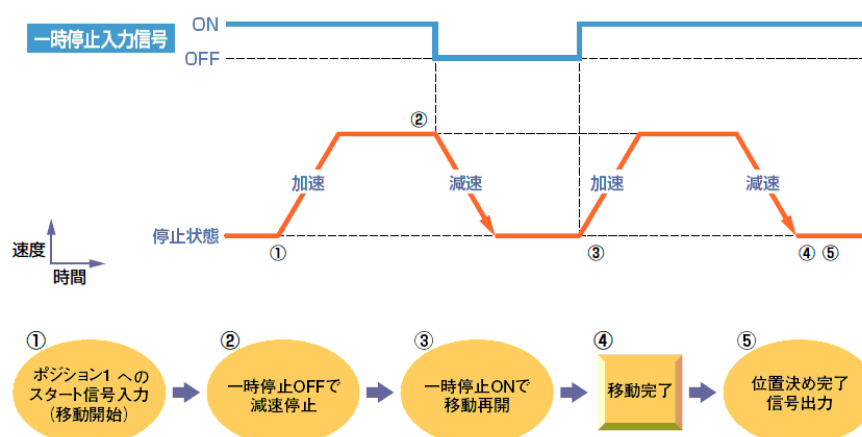 ON
一時停止入力信号
OFF
②
加速
減速
加速
減速
停止状態
①
③
④ ⑤
速度
時間
①
ポジション1 への
スタート信号入力
(移動開始)
②
一時停止OFFで
減速停止
③
一時停止ONで
移動再開
④
移動完了
⑤
位置決め完了
信号出力